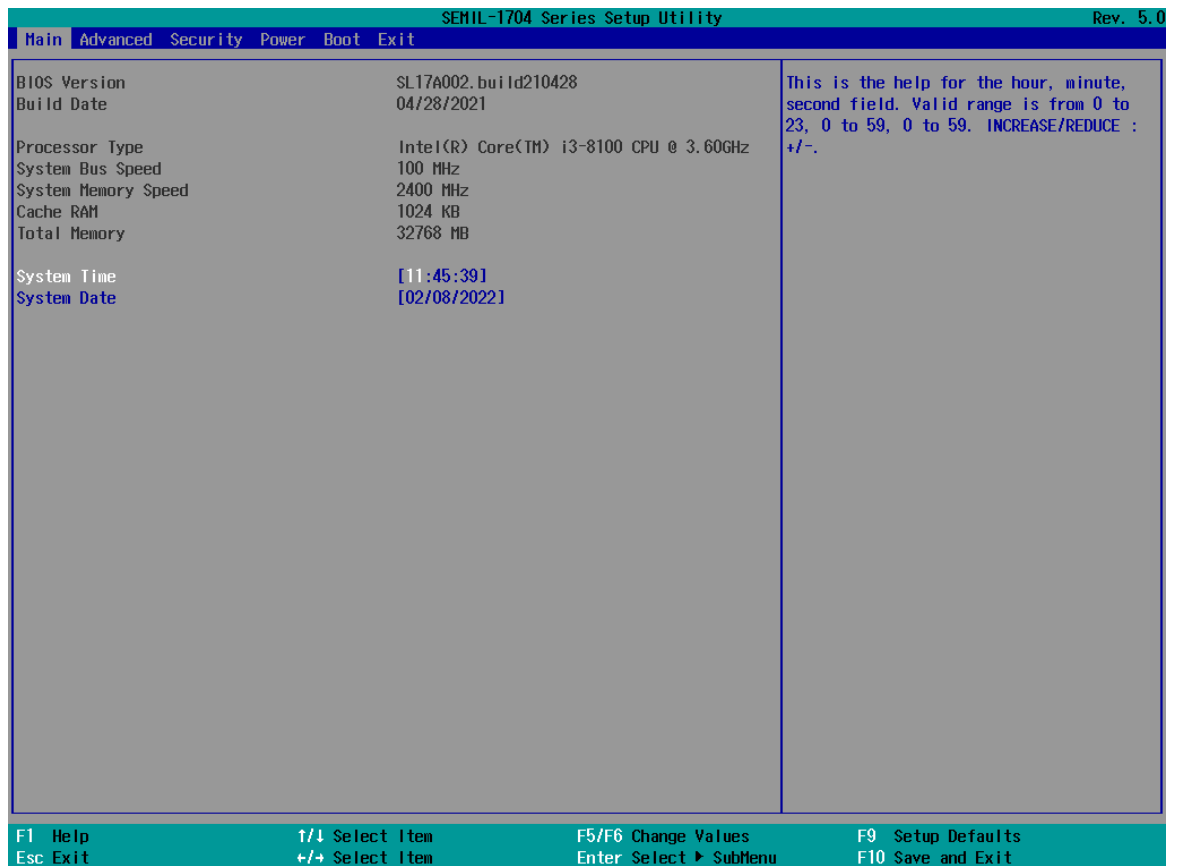 SEMIL-1704 Series Setup Utility Rev. 5.0
Main Advanced Security Power Boot Exit
BIOS Version SL17A002.build210428
Build Date 04/28/2021
Processor Type Intel(R) Core(TM) i3-8100 CPU @ 3.60GHz
System Bus Speed 100 MHz
System Memory Speed 2400 MHz
Cache RAM 1024 KB
Total Memory 32768 MB
System Time [11:45:39]
System Date [02/08/2022]
This is the help for the hour, minute,
second field. Valid range is from 0 to
23, 0 to 59, 0 to 59. INCREASE/REDUCE :
+/-.
F1 Help ↑/↓ Select Item F5/F6 Change Values F9 Setup Defaults
Esc Exit ←/→ Select Item Enter Select ► SubMenu F10 Save and Exit